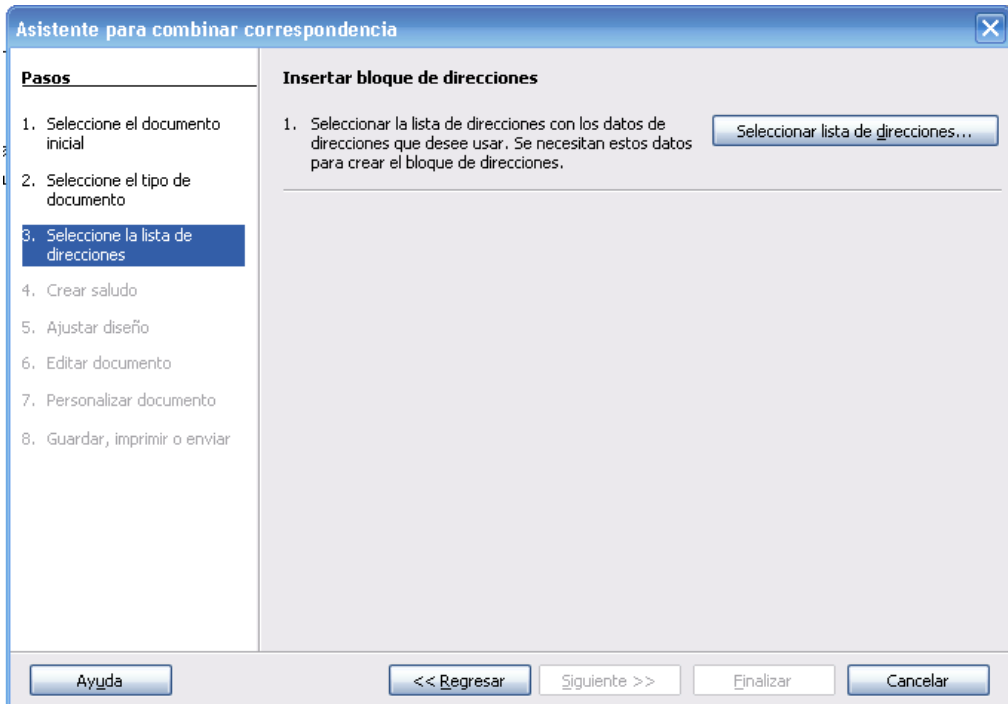 Asistente para combinar correspondencia
Pasos
1. Seleccione el documento
inicial
2. Seleccione el tipo de
documento
3. Seleccione la lista de
direcciones
4. Crear saludo
5. Ajustar diseño
6. Editar documento
7. Personalizar documento
8. Guardar, imprimir o enviar
Insertar bloque de direcciones
1. Seleccionar la lista de direcciones con los datos de
direcciones que desee usar. Se necesitan estos datos
para crear el bloque de direcciones.
Seleccionar lista de direcciones...
Ayuda
<< Regresar
Siguiente >>
Finalizar
Cancelar